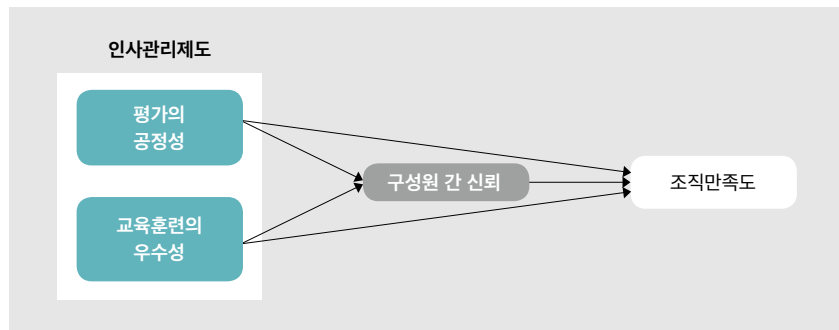 인사관리제도
평가의
공정성
구성원 간 신뢰
조직만족도
교육훈련의
우수성